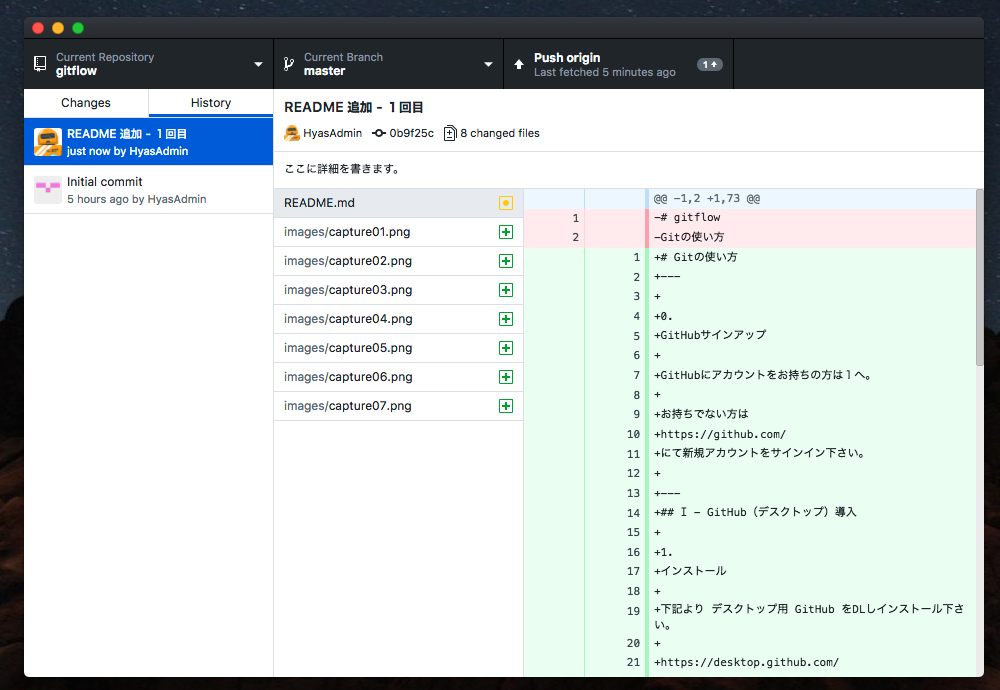 Current Repository
gitflow
Current Branch
master
Push origin
Last fetched 5 minutes ago
1
Changes
History
README 追加 - 1回目
just now by HyasAdmin
Initial commit
5 hours ago by HyasAdmin
README 追加 - 1回目
HyasAdmin 0b9f25c 8 changed files
ここに詳細を書きます。
README.md
images/capture01.png
images/capture02.png
images/capture03.png
images/capture04.png
images/capture05.png
images/capture06.png
images/capture07.png
@@ -1,2 +1,73 @@
1 -# gitflow
2 -Gitの使い方
1 +# Gitの使い方
2 +---
3 +
4 +0.
5 +GitHubサインアップ
6 +
7 +GitHubにアカウントをお持ちの方は1へ。
8 +
9 +お持ちでない方は
10 +https://github.com/
11 +にて新規アカウントをサインイン下さい。
12 +
13 +---
14 +## I - GitHub（デスクトップ）導入
15 +
16 +1.
17 +インストール
18 +
19 +下記より デスクトップ用 GitHub をDLしインストール下さ
い。
20 +
21 +https://desktop.github.com/